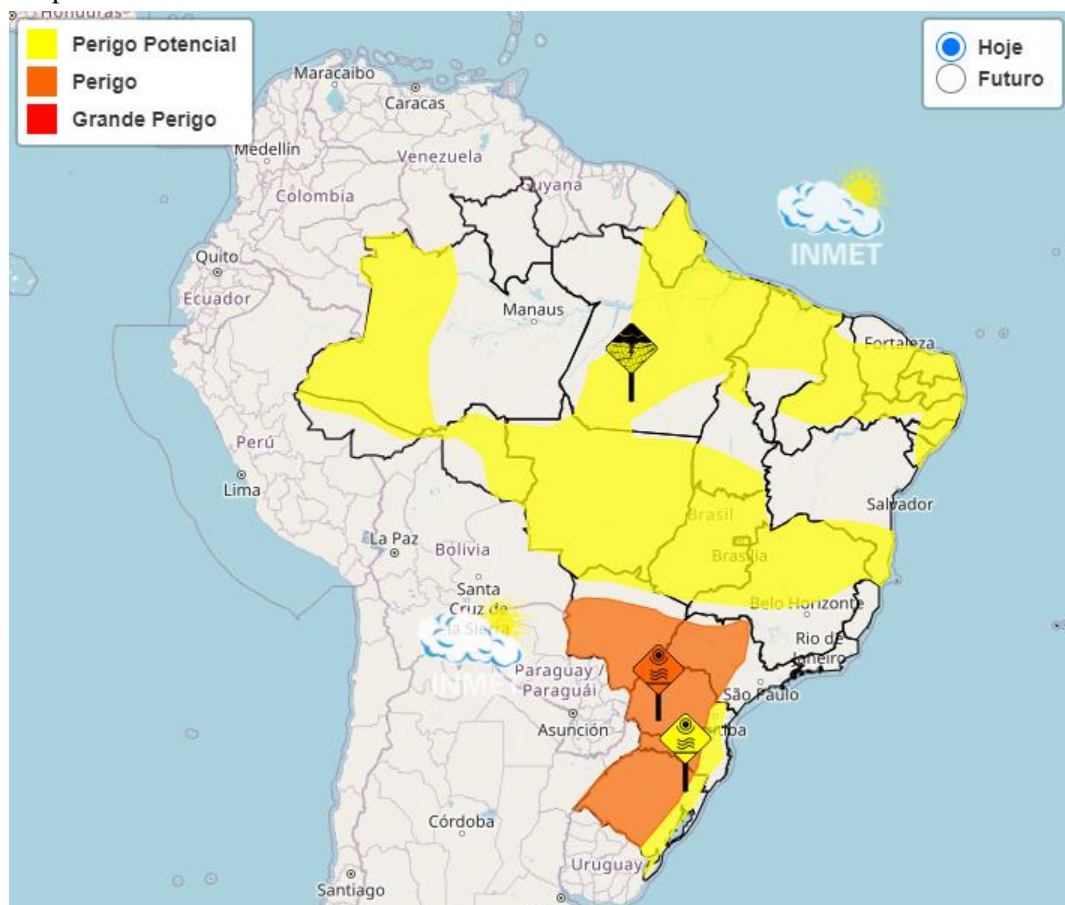 Honduras
Perigo Potencial
Perigo
Grande Perigo
Hoje
Futuro
Maracaibo
Caracas
Medellín
Venezuela
Guyana
Colombia
INMET
Quito
Ecuador
Manaus
Fortaleza
Perú
Lima
Salvador
Brasil
La Paz
Bolivia
Brasília
Santa
Cruz de
la Sierra
Belo Horizonte
Rio de
Janeiro
INMET
Paraguay /
Paraguái
São Paulo
Asunción
Córdoba
Uruguay
Santiago